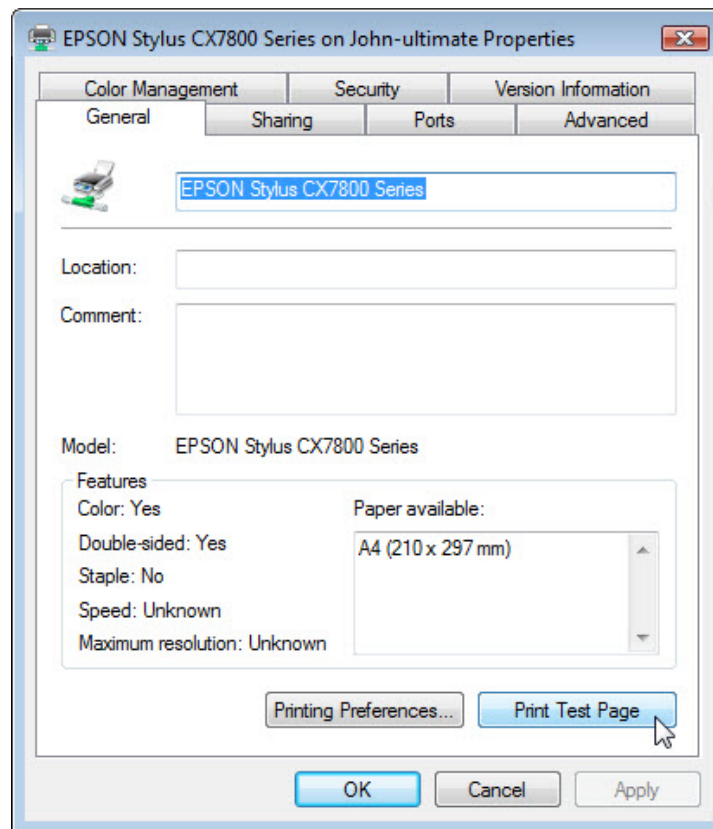 EPSON Stylus CX7800 Series on John-ultimate Properties
Color Management Security Version Information
General Sharing Ports Advanced
EPSON Stylus CX7800 Series
Location:
Comment:
Model: EPSON Stylus CX7800 Series
Features
Color: Yes Paper available:
Double-sided: Yes A4 (210 x 297 mm)
Staple: No
Speed: Unknown
Maximum resolution: Unknown
Printing Preferences... Print Test Page
OK Cancel Apply